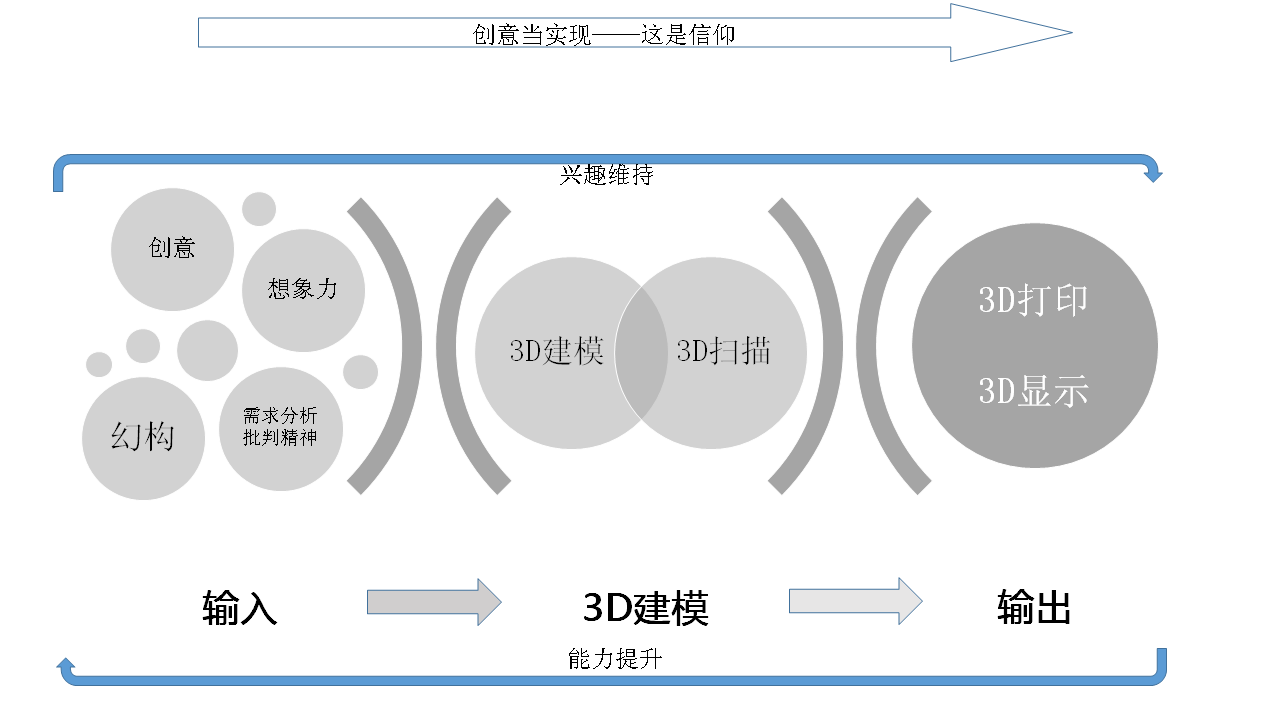 创意当实现——这是信仰
兴趣维持
创意
想象力
幻构
需求分析
批判精神
3D建模
3D扫描
3D打印
3D显示
输入
3D建模
输出
能力提升